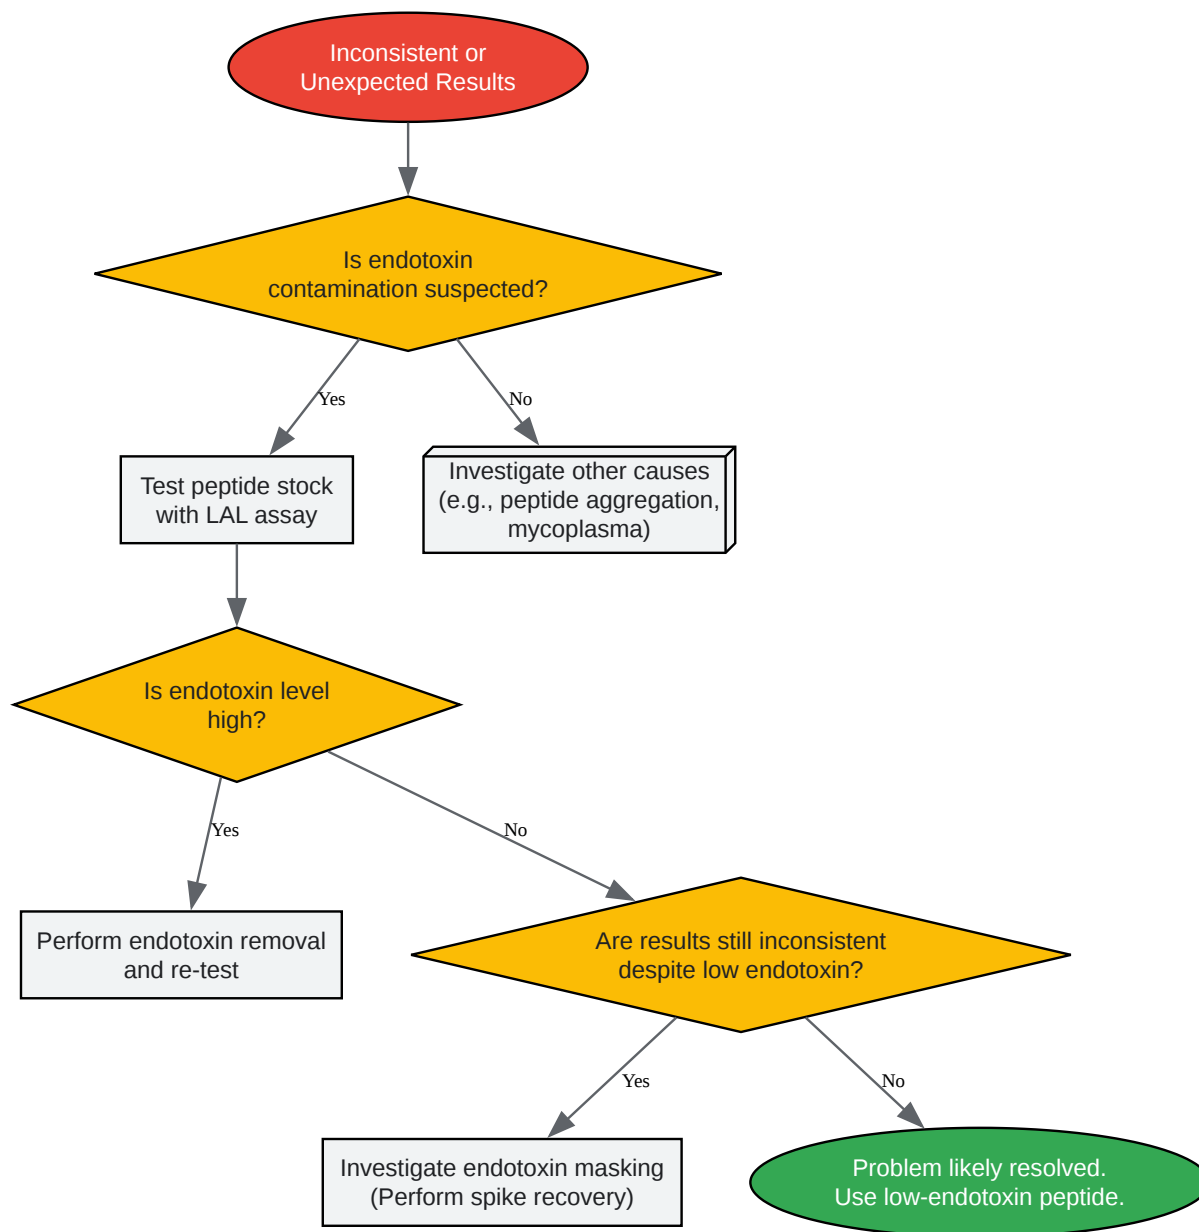 Inconsistent or
Unexpected Results
Is endotoxin
contamination suspected?
Yes
No
Test peptide stock
with LAL assay
Investigate other causes
(e.g., peptide aggregation,
mycoplasma)
Is endotoxin level
high?
Yes
No
Perform endotoxin removal
and re-test
Are results still inconsistent
despite low endotoxin?
Yes
No
Investigate endotoxin masking
(Perform spike recovery)
Problem likely resolved.
Use low-endotoxin peptide.